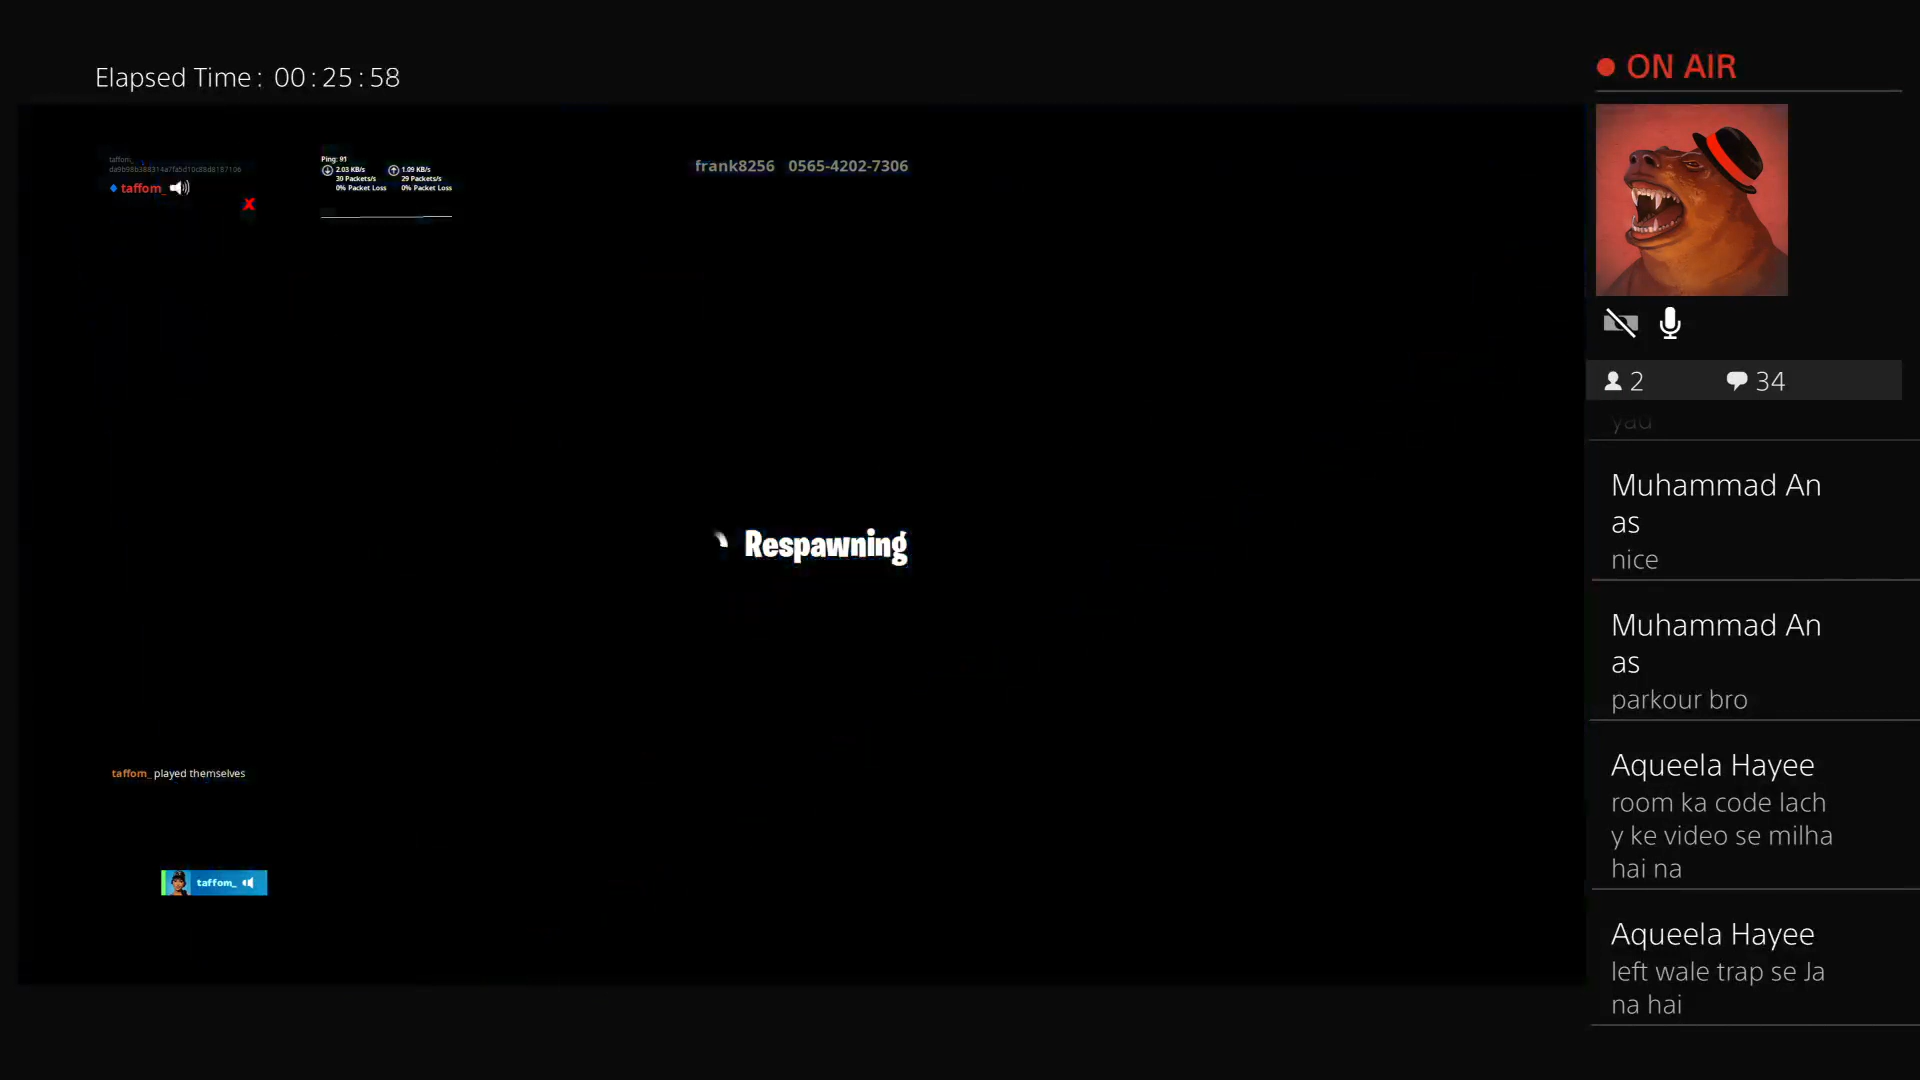 Elapsed Time: 00:25:58
ON AIR
taffom_
Ping: 91
2.03 KB/s 1.09 KB/s
30 Packets/s 29 Packets/s
0% Packet Loss 0% Packet Loss
taffom_
X
frank8256 0565-4202-7306
2 34
yad
Muhammad An
as
nice
Respawning
Muhammad An
as
parkour bro
taffom_ played themselves
Aqueela Hayee
room ka code lach
y ke video se milha
hai na
taffom_
Aqueela Hayee
left wale trap se Ja
na hai